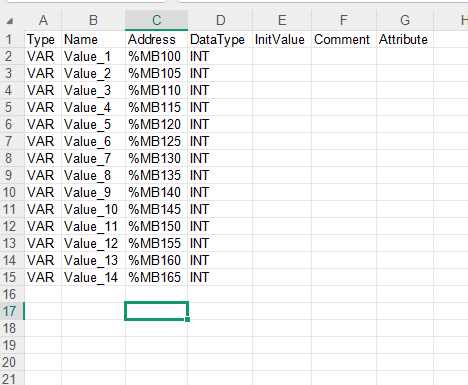 A B C D E F G H
1 Type Name Address DataType InitValue Comment Attribute
2 VAR Value_1 %MB100 INT
3 VAR Value_2 %MB105 INT
4 VAR Value_3 %MB110 INT
5 VAR Value_4 %MB115 INT
6 VAR Value_5 %MB120 INT
7 VAR Value_6 %MB125 INT
8 VAR Value_7 %MB130 INT
9 VAR Value_8 %MB135 INT
10 VAR Value_9 %MB140 INT
11 VAR Value_10 %MB145 INT
12 VAR Value_11 %MB150 INT
13 VAR Value_12 %MB155 INT
14 VAR Value_13 %MB160 INT
15 VAR Value_14 %MB165 INT
16
17
18
19
20
21